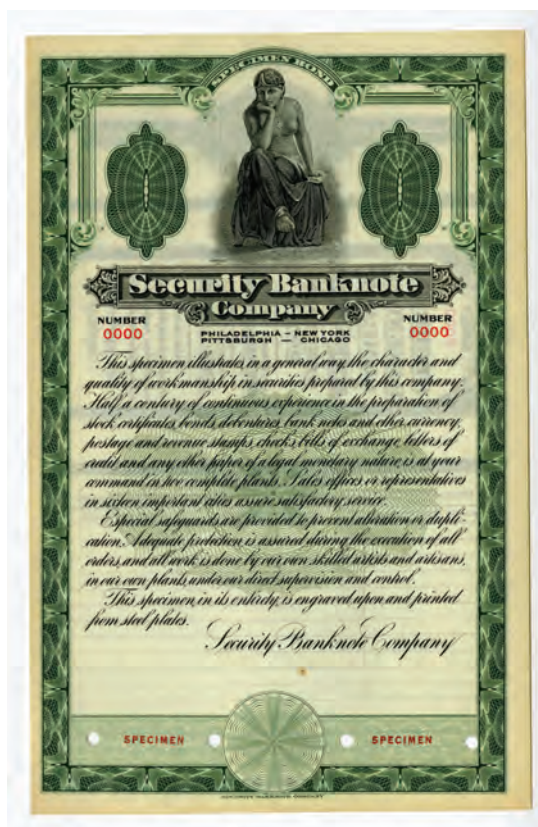 SPECIMEN BOND
Security Banknote
Company
NUMBER
0000
PHILADELPHIA – NEW YORK
PITTSBURGH — CHICAGO
NUMBER
0000
This specimen illustrates in a general way the character and
quality of workmanship in securities prepared by this company.
Half a century of continuous experience in the preparation of
stock certificates, bonds, debentures, bank notes and other currency,
postage and revenue stamps, checks, bills of exchange, letters of
credit and any other paper of a legal monetary nature, is at your
command in two complete plants. Sales offices or representatives
in sixteen important cities assure satisfactory service.
Especial safeguards are provided to prevent alteration or dupli-
cation. Adequate protection is assured during the execution of all
orders, and all work is done by our own skilled artists and artisans,
in our own plants, under our direct supervision and control.
This specimen, in its entirety, is engraved upon and printed
from steel plates.
Security Banknote Company
SPECIMEN
SPECIMEN
SECURITY BANKNOTE COMPANY